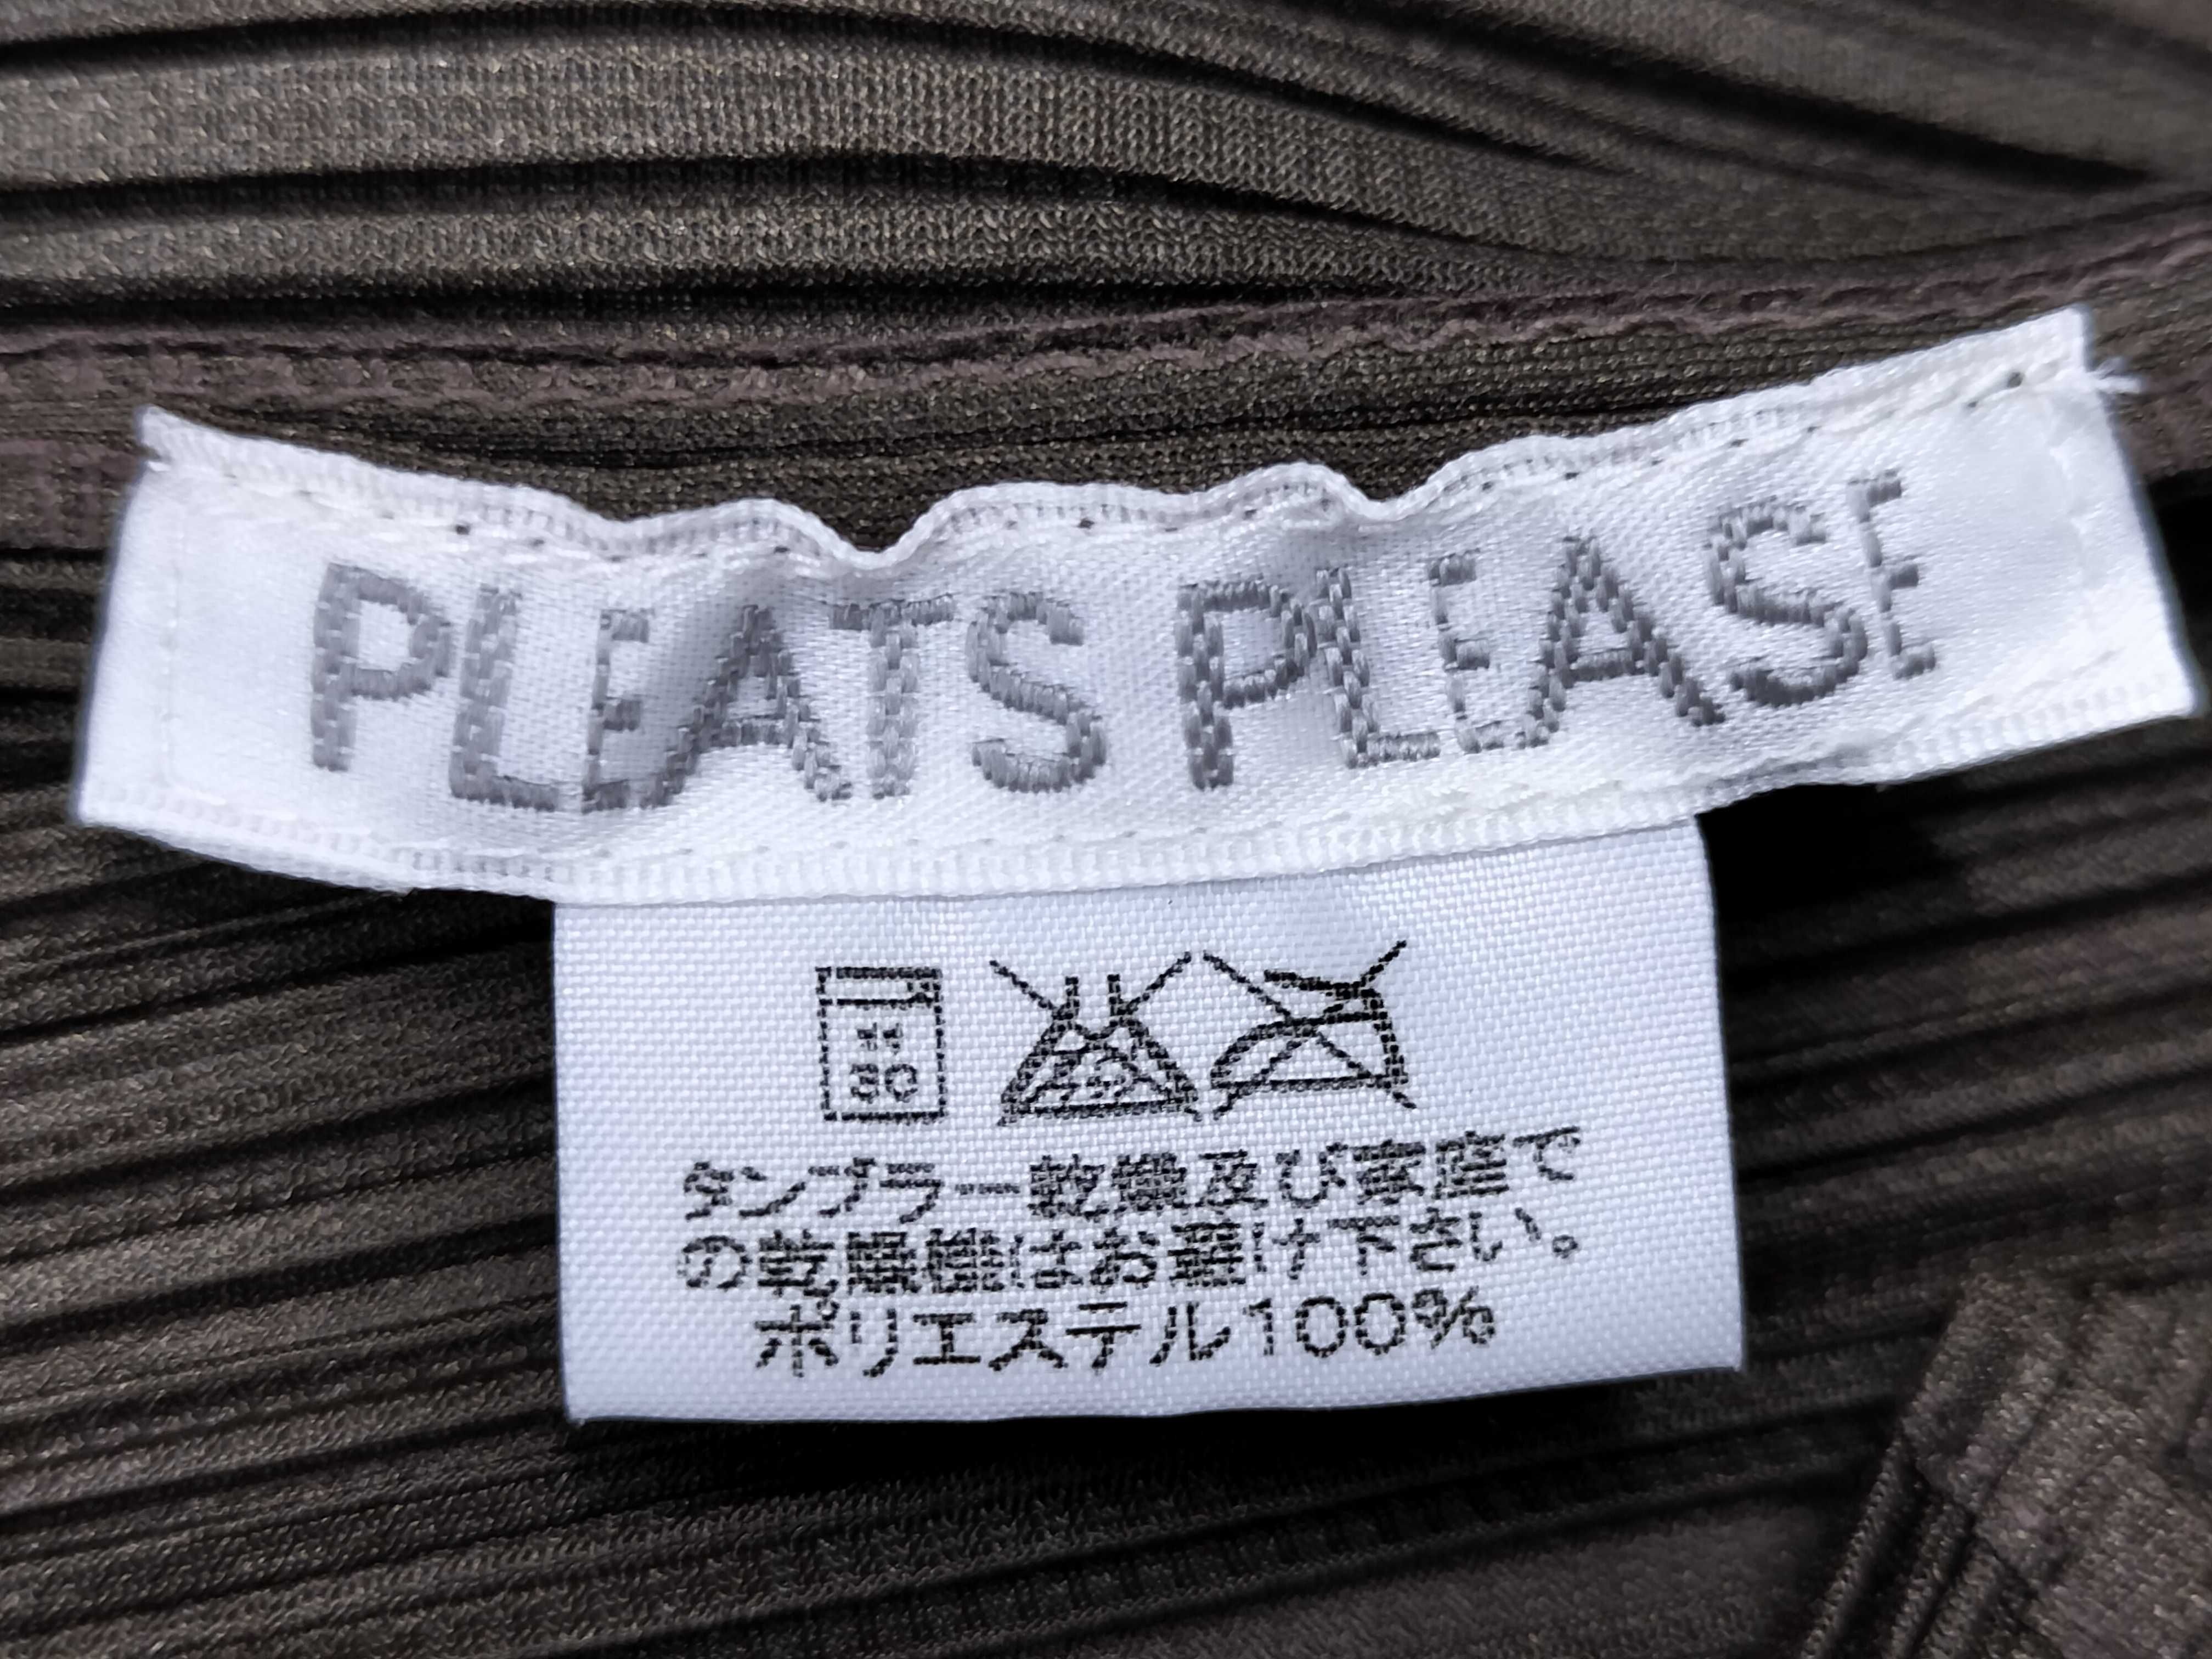 PLEATS PLEASE
30
タンブラー乾燥及び家庭で
の乾燥機はお避け下さい。
ポリエステル100%